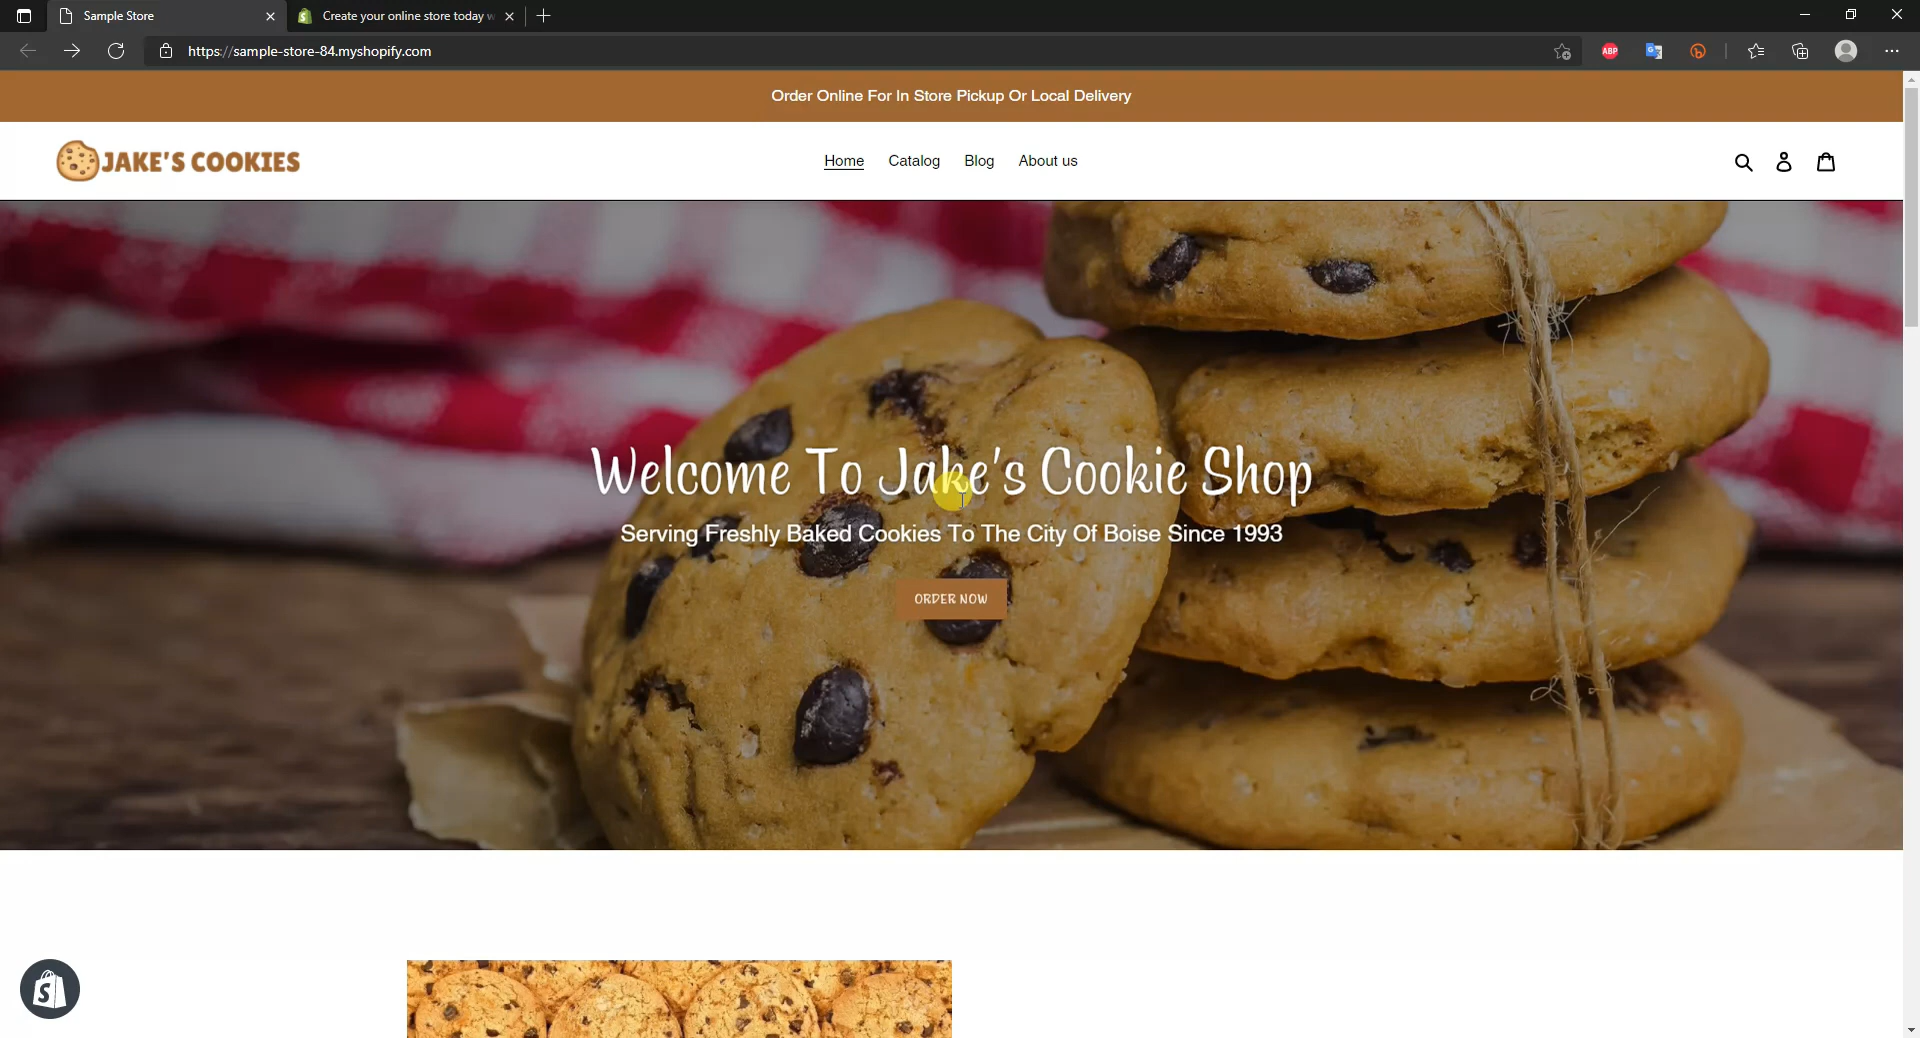 Sample Store
Create your online store today w
https://sample-store-84.myshopify.com
ABP
Order Online For In Store Pickup Or Local Delivery
JAKE'S COOKIES
Home Catalog Blog About us
Welcome To Jake's Cookie Shop
Serving Freshly Baked Cookies To The City Of Boise Since 1993
ORDER NOW